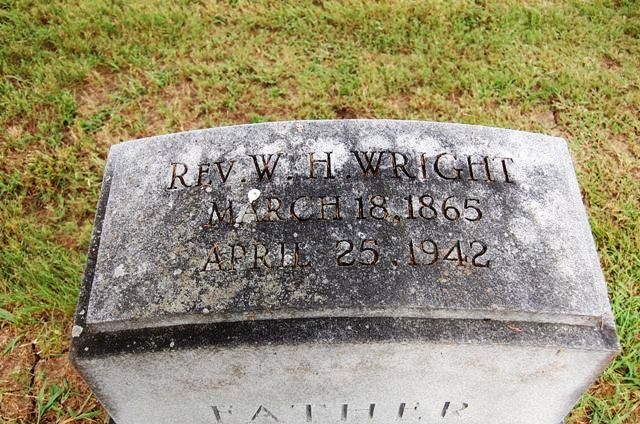 REV. W. H. WRIGHT
MARCH 18, 1865
APRIL 25, 1942
FATHER